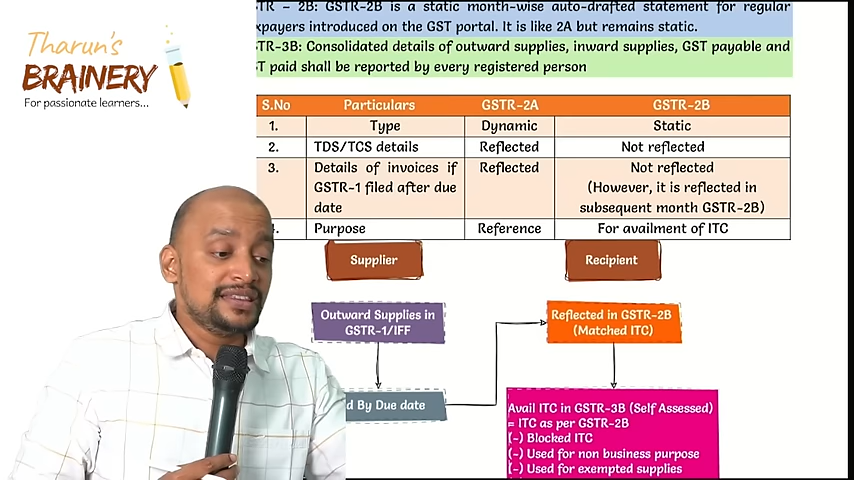 Tharun's
BRAINERY
For passionate learners...
TR – 2B: GSTR-2B is a static month-wise auto-drafted statement for regular
xpayers introduced on the GST portal. It is like 2A but remains static.
TR-3B: Consolidated details of outward supplies, inward supplies, GST payable and
T paid shall be reported by every registered person
S.No Particulars GSTR-2A GSTR-2B
1. Type Dynamic Static
2. TDS/TCS details Reflected Not reflected
3. Details of invoices if Reflected Not reflected
GSTR-1 filed after due (However, it is reflected in
date subsequent month GSTR-2B)
Purpose Reference For availment of ITC
Supplier Recipient
Outward Supplies in Reflected in GSTR-2B
GSTR-1/IFF (Matched ITC)
d By Due date
Avail ITC in GSTR-3B (Self Assessed)
= ITC as per GSTR-2B
(-) Blocked ITC
(-) Used for non business purpose
(-) Used for exempted supplies